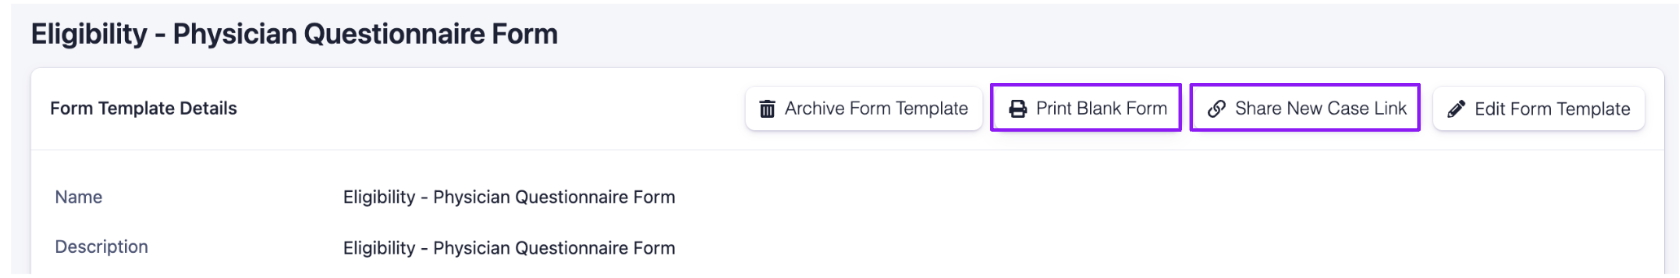 Eligibility - Physician Questionnaire Form
Form Template Details
Archive Form Template
Print Blank Form
Share New Case Link
Edit Form Template
Name
Eligibility - Physician Questionnaire Form
Description
Eligibility - Physician Questionnaire Form